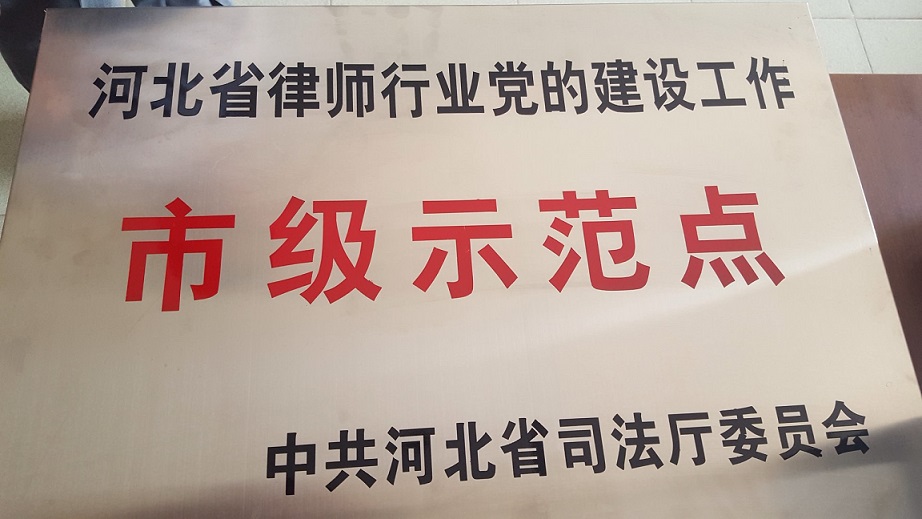 河北省律师行业党的建设工作
市级示范点
中共河北省司法厅委员会